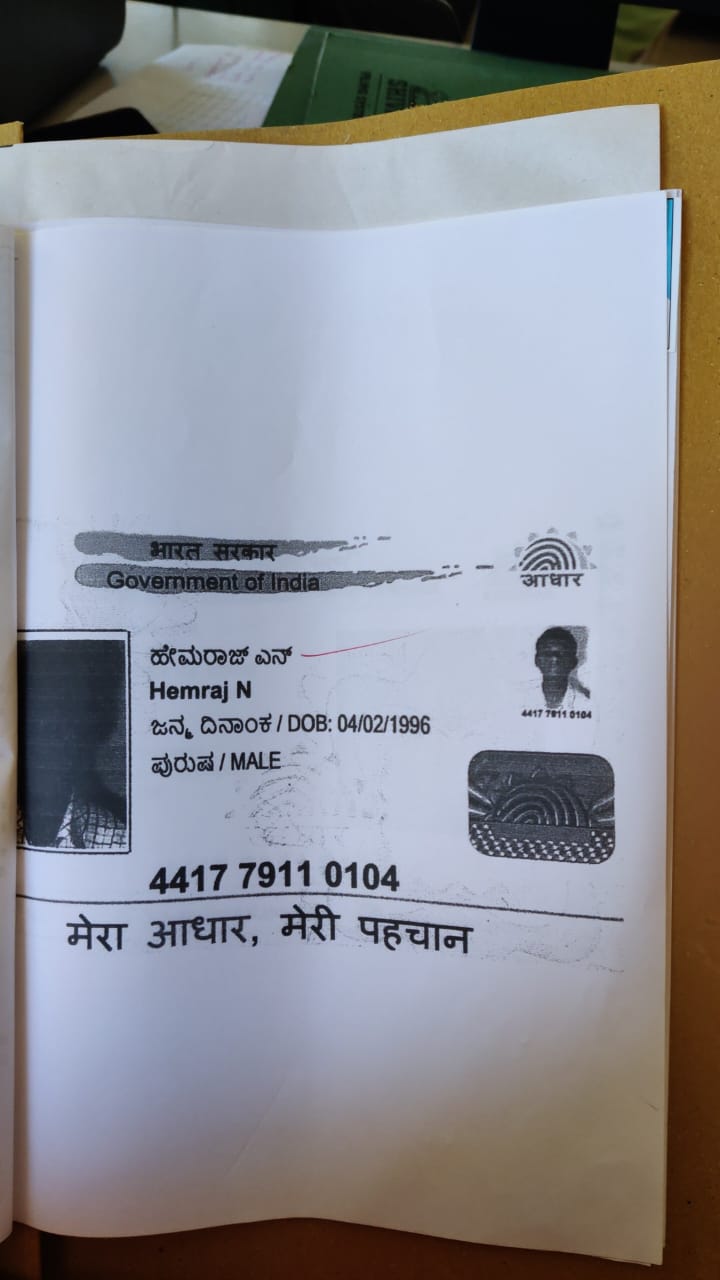 भारत सरकार
Government of India
आधार
ಹೇಮರಾಜ್ ಎನ್
Hemraj N
ಜನ್ಮ ದಿನಾಂಕ / DOB: 04/02/1996
ಪುರುಷ / MALE
4417 7911 0104
4417 7911 0104
मेरा आधार, मेरी पहचान